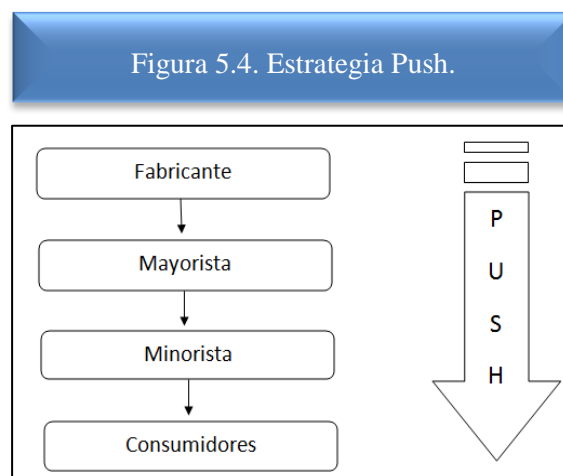 Figura 5.4. Estrategia Push.
Fabricante
Mayorista
Minorista
Consumidores
P
U
S
H